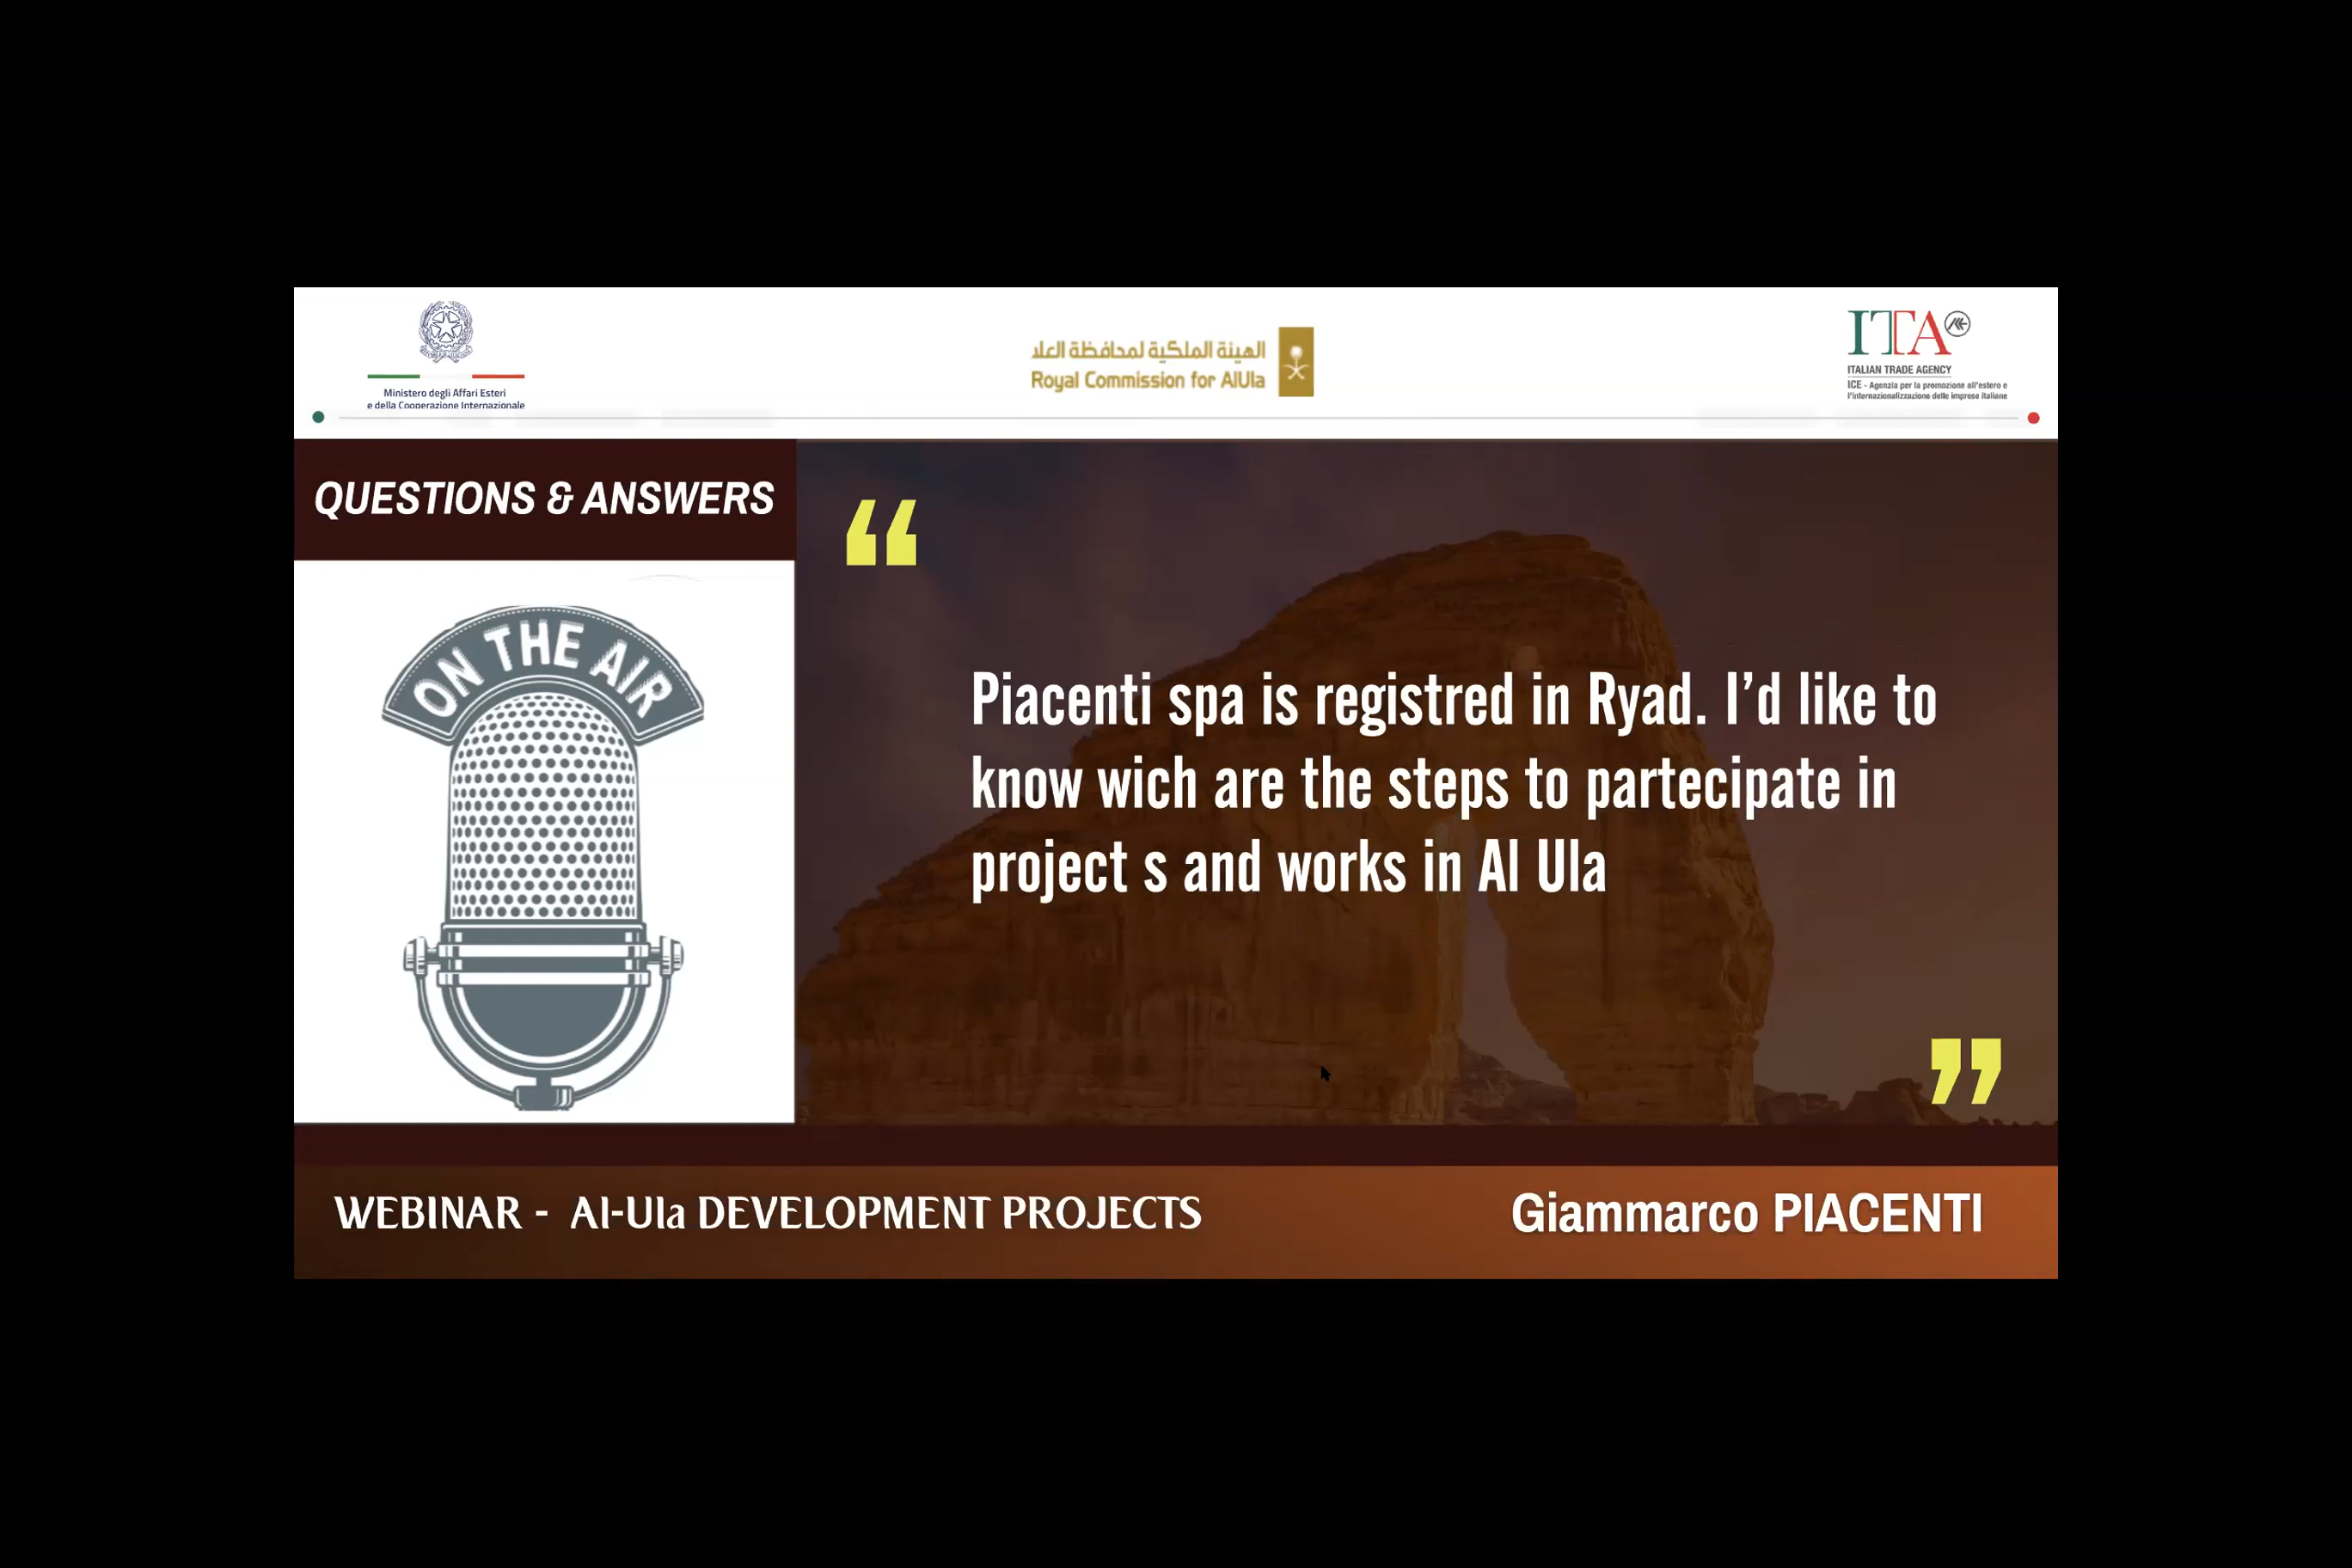 Ministero degli Affari Esteri
e della Cooperazione Internazionale
الهيئة الملكية لمحافظة العلا
Royal Commission for AlUla
ITA
ITALIAN TRADE AGENCY
ICE - Agenzia per la promozione all'estero e
l'internazionalizzazione delle imprese italiane
QUESTIONS & ANSWERS
ON THE AIR
“
Piacenti spa is registred in Ryad. I’d like to
know wich are the steps to partecipate in
project s and works in Al Ula
”
WEBINAR - Al-Ula DEVELOPMENT PROJECTS
Giammarco PIACENTI